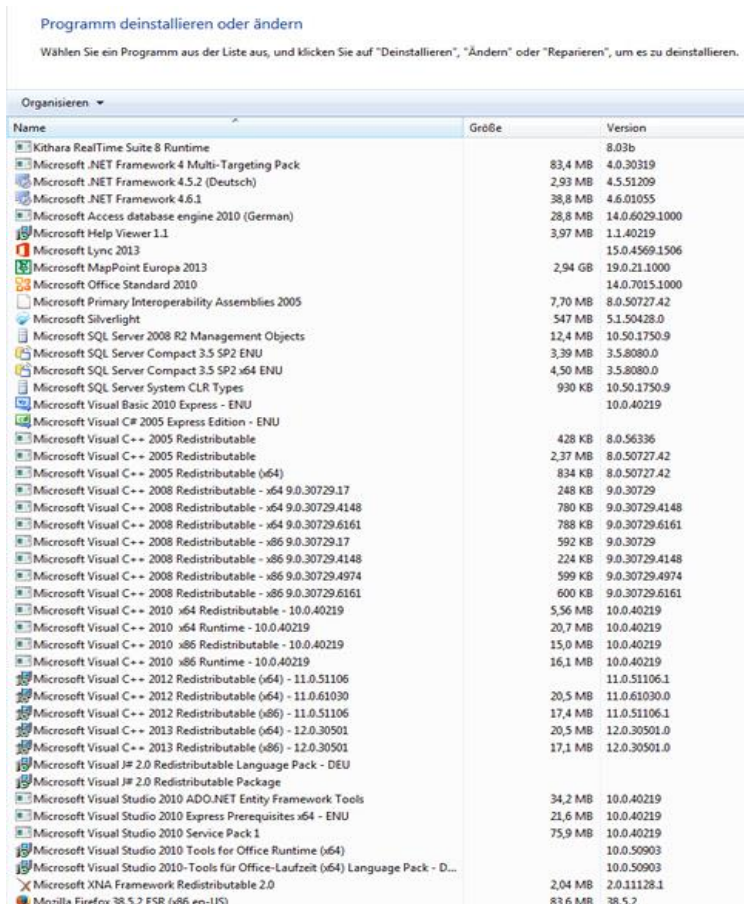 Programm deinstallieren oder ändern
Wählen Sie ein Programm aus der Liste aus, und klicken Sie auf "Deinstallieren", "Ändern" oder "Reparieren", um es zu deinstallieren.
Organisieren
Name Größe Version
Kithara RealTime Suite 8 Runtime 8.03b
Microsoft .NET Framework 4 Multi-Targeting Pack 83,4 MB 4.0.30319
Microsoft .NET Framework 4.5.2 (Deutsch) 2,93 MB 4.5.51209
Microsoft .NET Framework 4.6.1 38,8 MB 4.6.01055
Microsoft Access database engine 2010 (German) 28,8 MB 14.0.6029.1000
Microsoft Help Viewer 1.1 3,97 MB 1.1.40219
Microsoft Lync 2013 15.0.4569.1506
Microsoft MapPoint Europa 2013 2,94 GB 19.0.21.1000
Microsoft Office Standard 2010 14.0.7015.1000
Microsoft Primary Interoperability Assemblies 2005 7,70 MB 8.0.50727.42
Microsoft Silverlight 547 MB 5.1.50428.0
Microsoft SQL Server 2008 R2 Management Objects 12,4 MB 10.50.1750.9
Microsoft SQL Server Compact 3.5 SP2 ENU 3,39 MB 3.5.8080.0
Microsoft SQL Server Compact 3.5 SP2 x64 ENU 4,50 MB 3.5.8080.0
Microsoft SQL Server System CLR Types 930 KB 10.50.1750.9
Microsoft Visual Basic 2010 Express - ENU 10.0.40219
Microsoft Visual C# 2005 Express Edition - ENU
Microsoft Visual C++ 2005 Redistributable 428 KB 8.0.56336
Microsoft Visual C++ 2005 Redistributable 2,37 MB 8.0.50727.42
Microsoft Visual C++ 2005 Redistributable (x64) 834 KB 8.0.50727.42
Microsoft Visual C++ 2008 Redistributable - x64 9.0.30729.17 248 KB 9.0.30729
Microsoft Visual C++ 2008 Redistributable - x64 9.0.30729.4148 780 KB 9.0.30729.4148
Microsoft Visual C++ 2008 Redistributable - x64 9.0.30729.6161 788 KB 9.0.30729.6161
Microsoft Visual C++ 2008 Redistributable - x86 9.0.30729.17 592 KB 9.0.30729
Microsoft Visual C++ 2008 Redistributable - x86 9.0.30729.4148 224 KB 9.0.30729.4148
Microsoft Visual C++ 2008 Redistributable - x86 9.0.30729.4974 599 KB 9.0.30729.4974
Microsoft Visual C++ 2008 Redistributable - x86 9.0.30729.6161 600 KB 9.0.30729.6161
Microsoft Visual C++ 2010 x64 Redistributable - 10.0.40219 5,56 MB 10.0.40219
Microsoft Visual C++ 2010 x64 Runtime - 10.0.40219 20,7 MB 10.0.40219
Microsoft Visual C++ 2010 x86 Redistributable - 10.0.40219 15,0 MB 10.0.40219
Microsoft Visual C++ 2010 x86 Runtime - 10.0.40219 16,1 MB 10.0.40219
Microsoft Visual C++ 2012 Redistributable (x64) - 11.0.51106 11.0.51106.1
Microsoft Visual C++ 2012 Redistributable (x64) - 11.0.61030 20,5 MB 11.0.61030.0
Microsoft Visual C++ 2012 Redistributable (x86) - 11.0.51106 17,4 MB 11.0.51106.1
Microsoft Visual C++ 2013 Redistributable (x64) - 12.0.30501 20,5 MB 12.0.30501.0
Microsoft Visual C++ 2013 Redistributable (x86) - 12.0.30501 17,1 MB 12.0.30501.0
Microsoft Visual J# 2.0 Redistributable Language Pack - DEU
Microsoft Visual J# 2.0 Redistributable Package
Microsoft Visual Studio 2010 ADO.NET Entity Framework Tools 34,2 MB 10.0.40219
Microsoft Visual Studio 2010 Express Prerequisites x64 - ENU 21,6 MB 10.0.40219
Microsoft Visual Studio 2010 Service Pack 1 75,9 MB 10.0.40219
Microsoft Visual Studio 2010 Tools for Office Runtime (x64) 10.0.50903
Microsoft Visual Studio 2010-Tools für Office-Laufzeit (x64) Language Pack - D... 10.0.50903
Microsoft XNA Framework Redistributable 2.0 2,04 MB 2.0.11128.1
Mozilla Firefox 38.5.2 ESR (x86 en-US) 83,6 MB 38.5.2